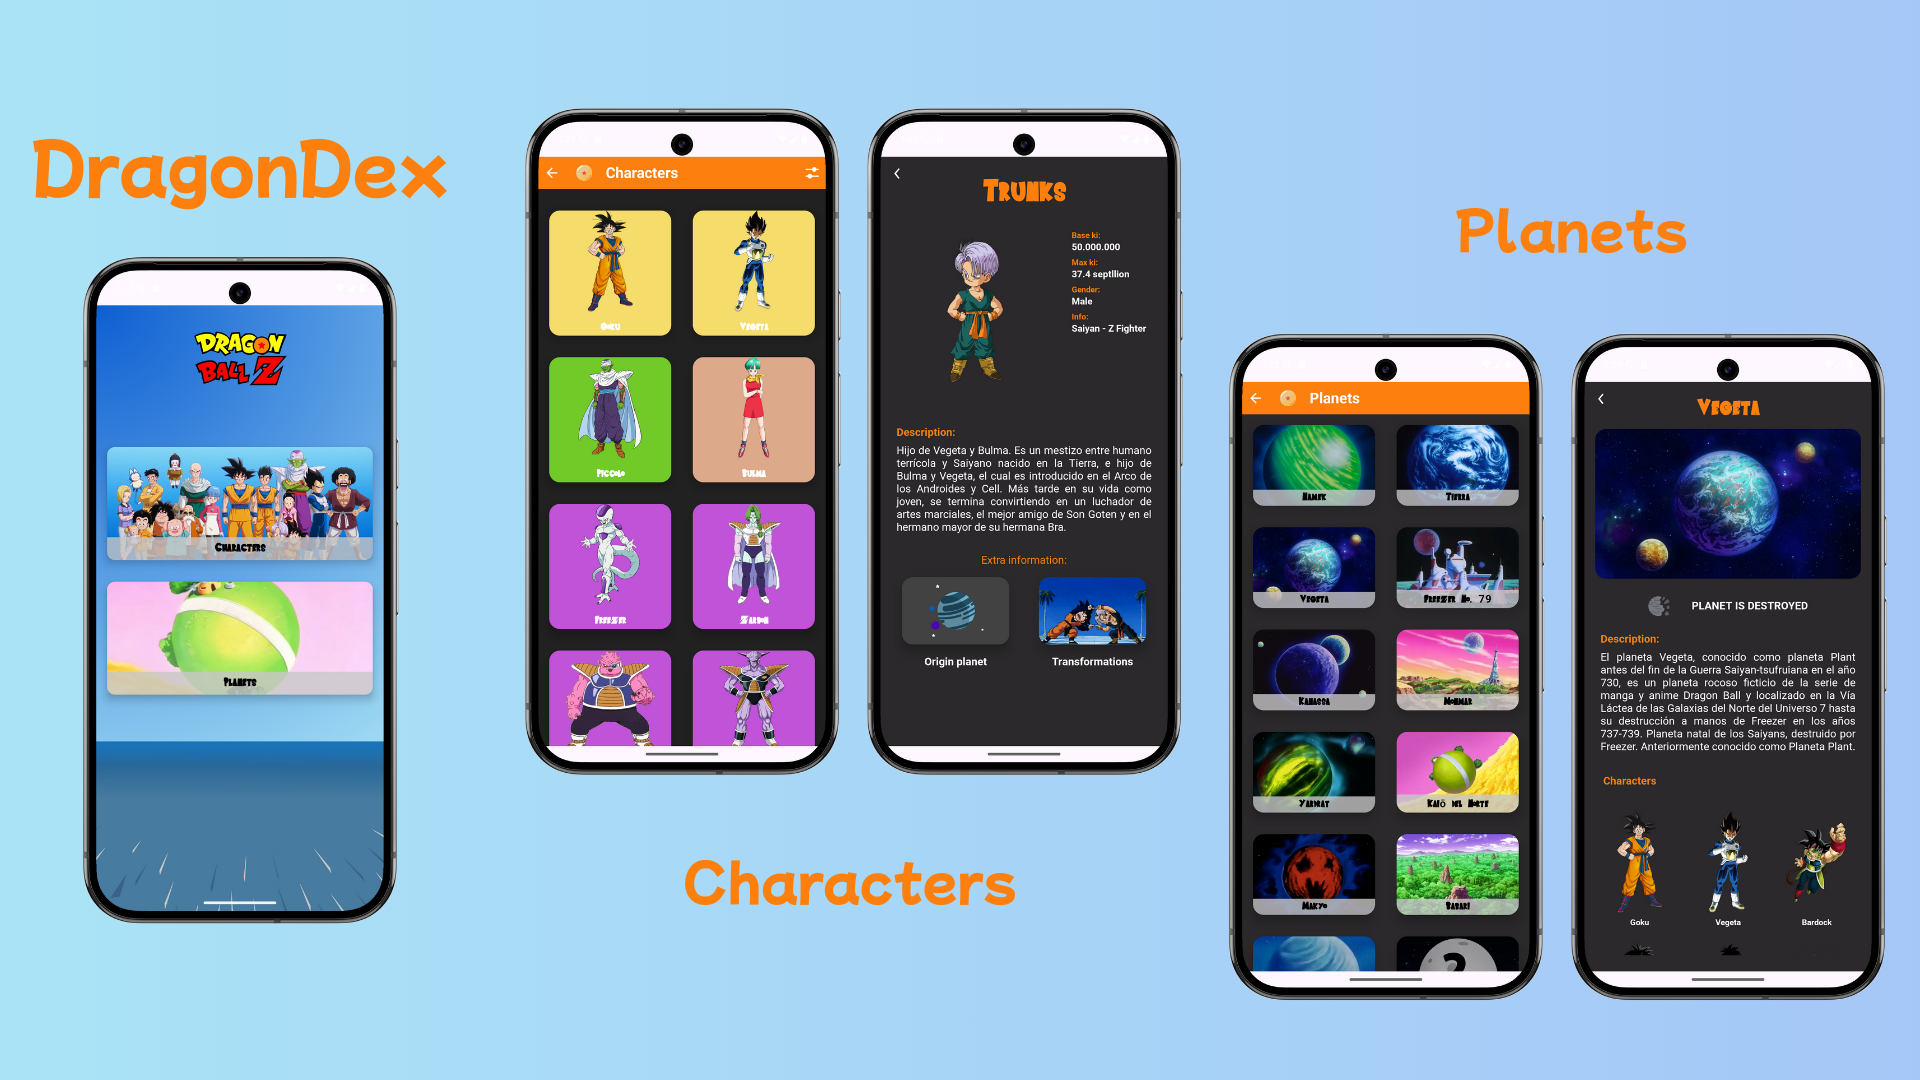 DragonDex
DRAGON
BALL Z
Characters
Planets
Characters
Goku
Vegeta
Piccolo
Bulma
Freezer
Zarbon
Trunks
Base ki:
50.000.000
Max ki:
37.4 septllion
Gender:
Male
Info:
Saiyan - Z Fighter
Description:
Hijo de Vegeta y Bulma. Es un mestizo entre humano
terrícola y Saiyano nacido en la Tierra, e hijo de
Bulma y Vegeta, el cual es introducido en el Arco de
los Androides y Cell. Más tarde en su vida como
joven, se termina convirtiendo en un luchador de
artes marciales, el mejor amigo de Son Goten y en el
hermano mayor de su hermana Bra.
Extra information:
Origin planet
Transformations
Characters
Planets
Planets
Namek
Tierra
Vegeta
Freezer No. 79
Kanassa
Monmar
Yardrat
Kaiō del Norte
Makyo
Babari
?
Vegeta
PLANET IS DESTROYED
Description:
El planeta Vegeta, conocido como planeta Plant
antes del fin de la Guerra Saiyan-tsufruiana en el año
730, es un planeta rocoso ficticio de la serie de
manga y anime Dragon Ball y localizado en la Vía
Láctea de las Galaxias del Norte del Universo 7 hasta
su destrucción a manos de Freezer en los años
737-739. Planeta natal de los Saiyans, destruido por
Freezer. Anteriormente conocido como Planeta Plant.
Characters
Goku
Vegeta
Bardock